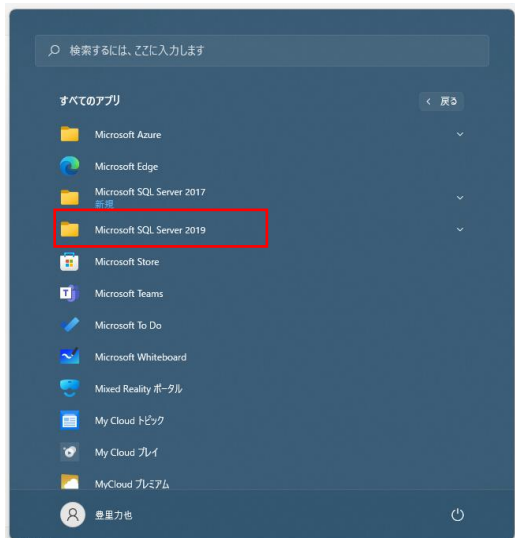 検索するには、ここに入力します
すべてのアプリ
戻る
Microsoft Azure
Microsoft Edge
Microsoft SQL Server 2017
新規
Microsoft SQL Server 2019
Microsoft Store
Microsoft Teams
Microsoft To Do
Microsoft Whiteboard
Mixed Reality ポータル
My Cloud トピック
My Cloud プレイ
MyCloud プレミアム
豊里力也